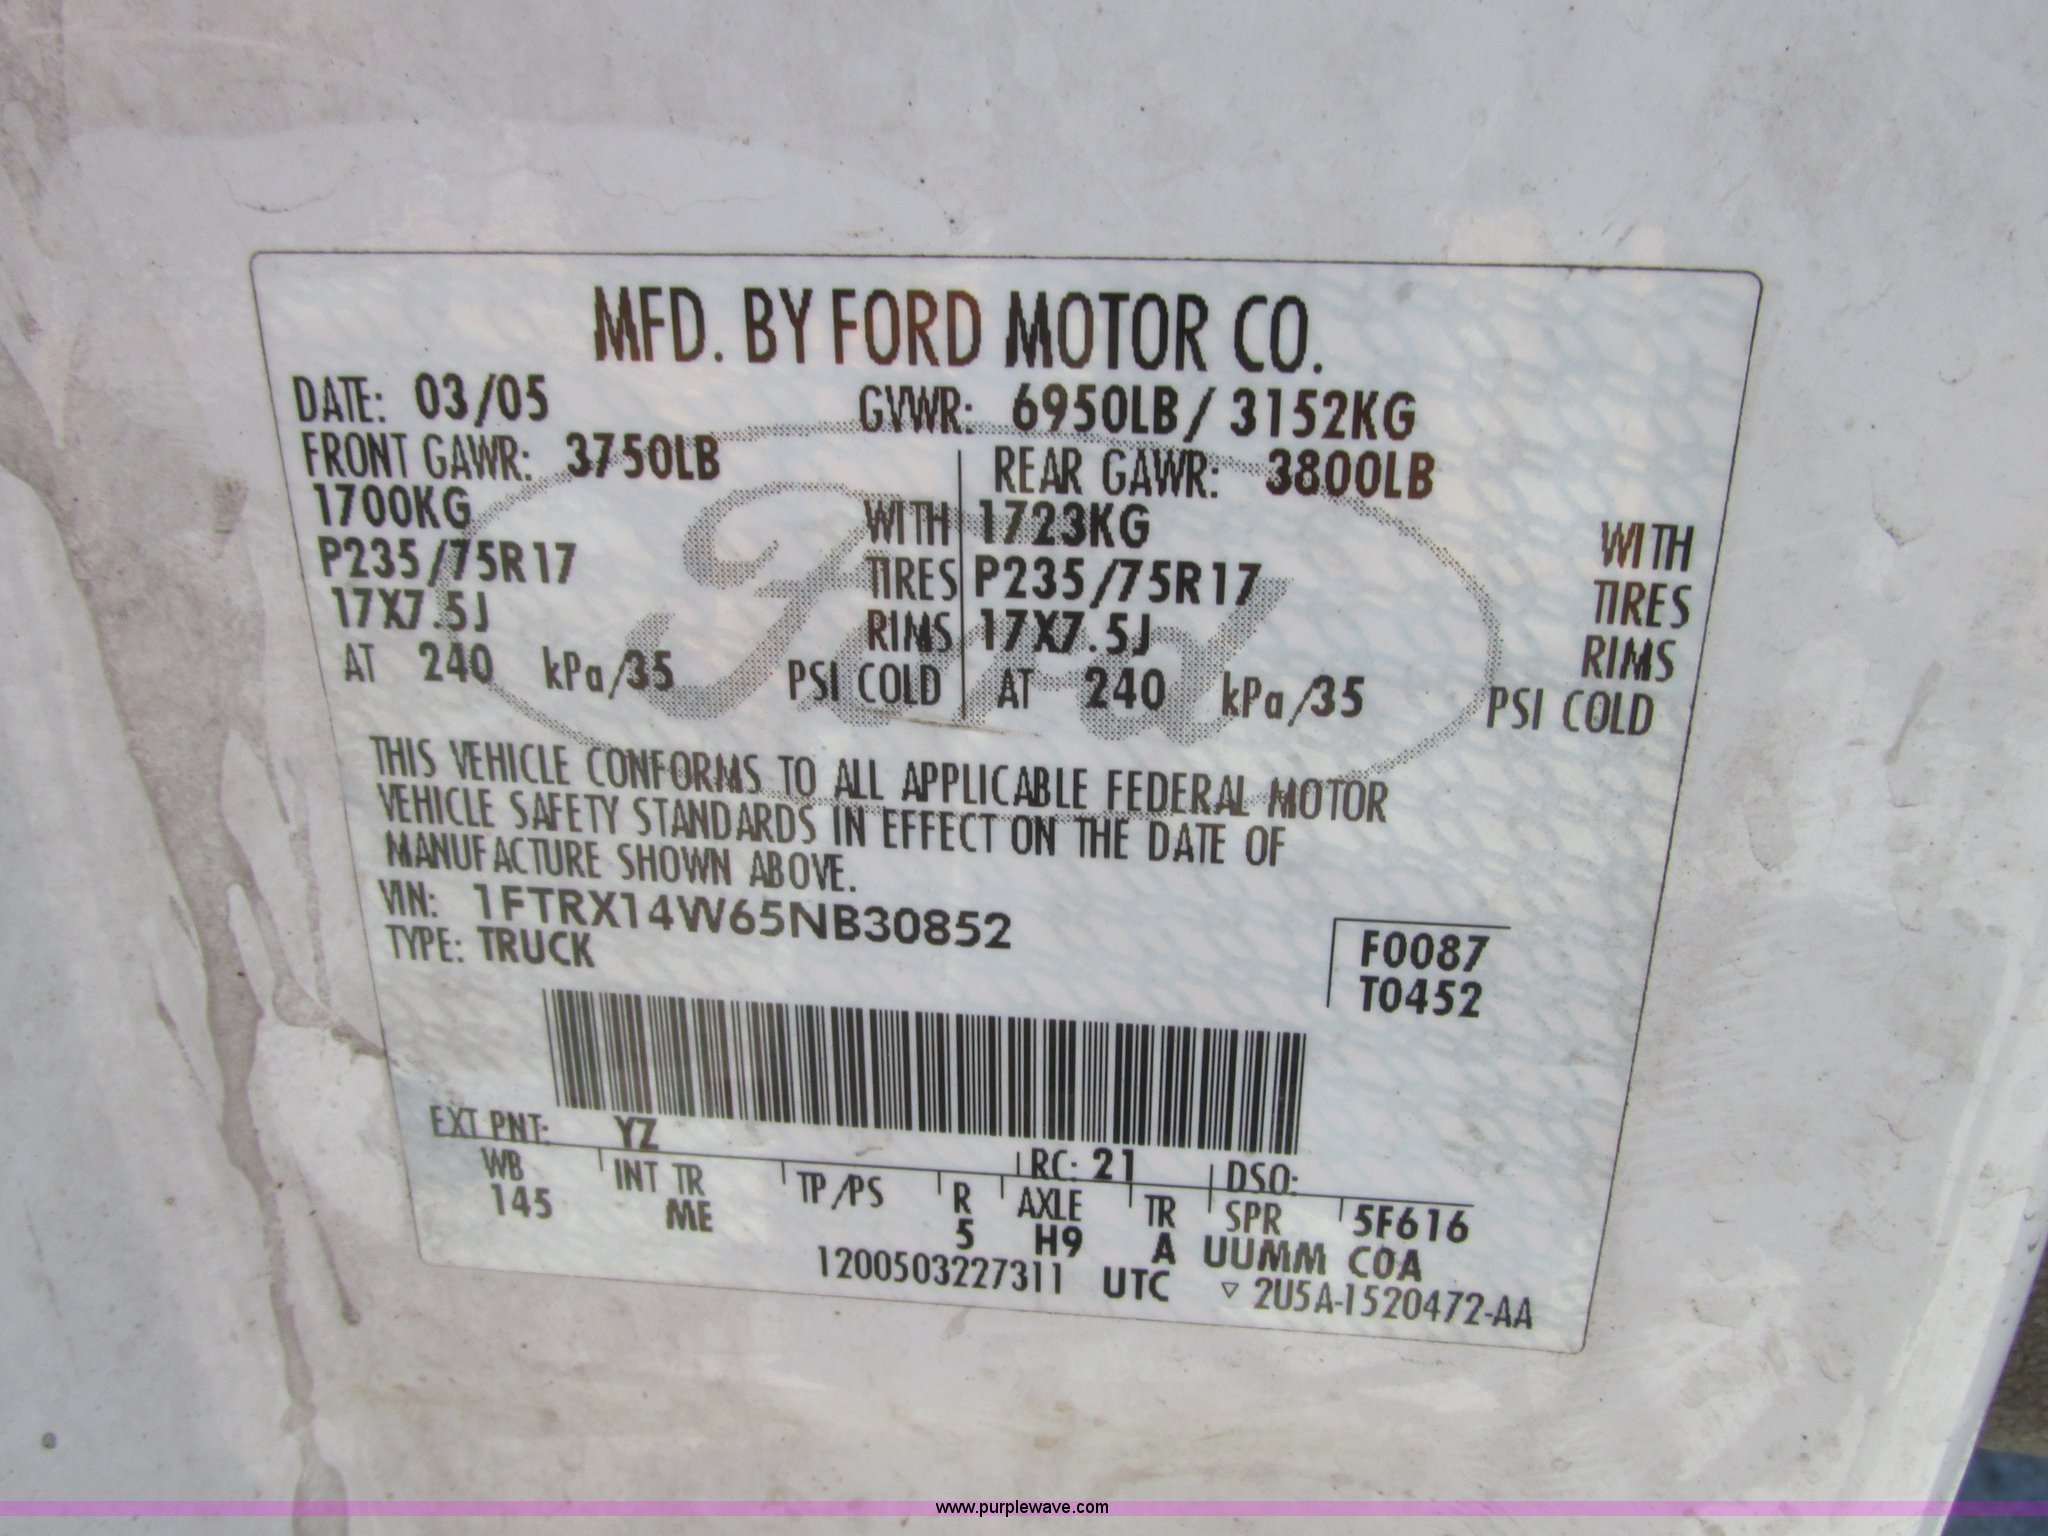 MFD. BY FORD MOTOR CO.
DATE: 03/05 GVWR: 6950LB/ 3152KG
FRONT GAWR: 3750LB REAR GAWR: 3800LB
1700KG WITH 1723KG WITH
P235/75R17 TIRES P235/75R17 TIRES
17X7.5J RIMS 17X7.5J RIMS
AT 240 kPa/35 PSI COLD AT 240 kPa/35 PSI COLD
Ford
THIS VEHICLE CONFORMS TO ALL APPLICABLE FEDERAL MOTOR
VEHICLE SAFETY STANDARDS IN EFFECT ON THE DATE OF
MANUFACTURE SHOWN ABOVE.
VIN: 1FTRX14W65NB30852
TYPE: TRUCK
F0087
T0452
EXT PNT: YZ RC: 21 DSO:
WB INT TR TP/PS R AXLE TR SPR 5F616
145 ME 5 H9 A UUMM COA
1200503227311 UTC ▽ 2U5A-1520472-AA
www.purplewave.com